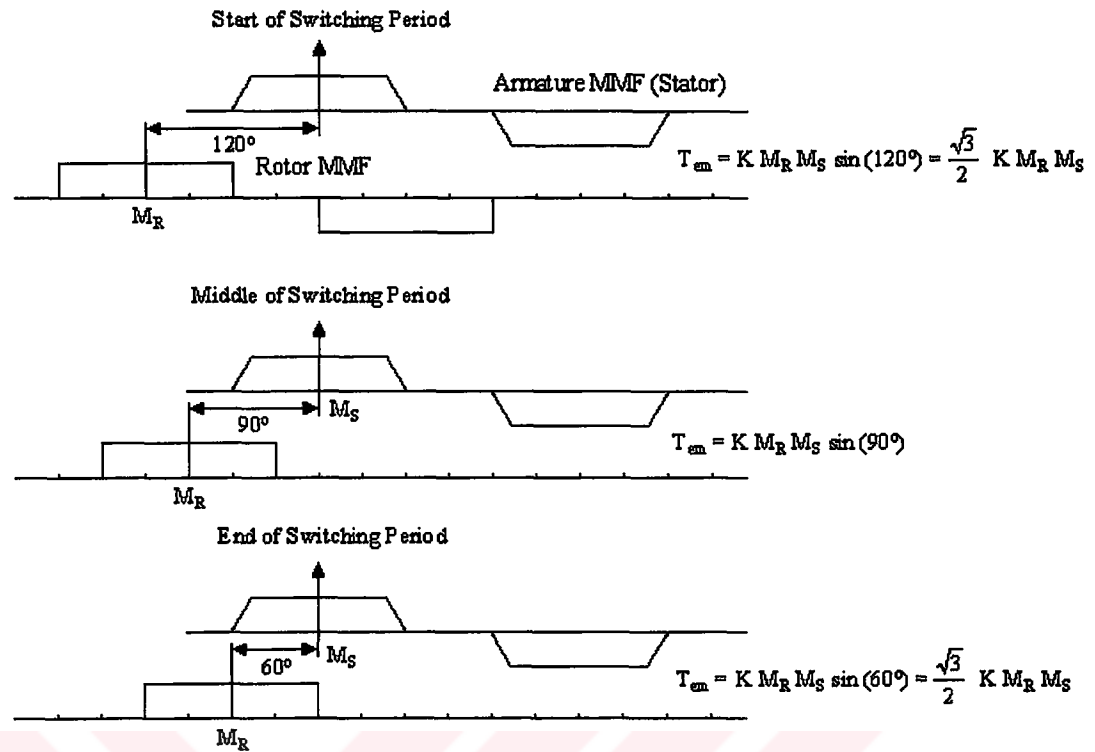 Start of Switching Period
Armature MMF (Stator)
120°
Rotor MMF
T_em = K M_R M_S sin (120°) = √3/2 K M_R M_S
M_R
Middle of Switching Period
90°
M_S
T_em = K M_R M_S sin (90°)
M_R
End of Switching Period
60°
M_S
T_em = K M_R M_S sin (60°) = √3/2 K M_R M_S
M_R